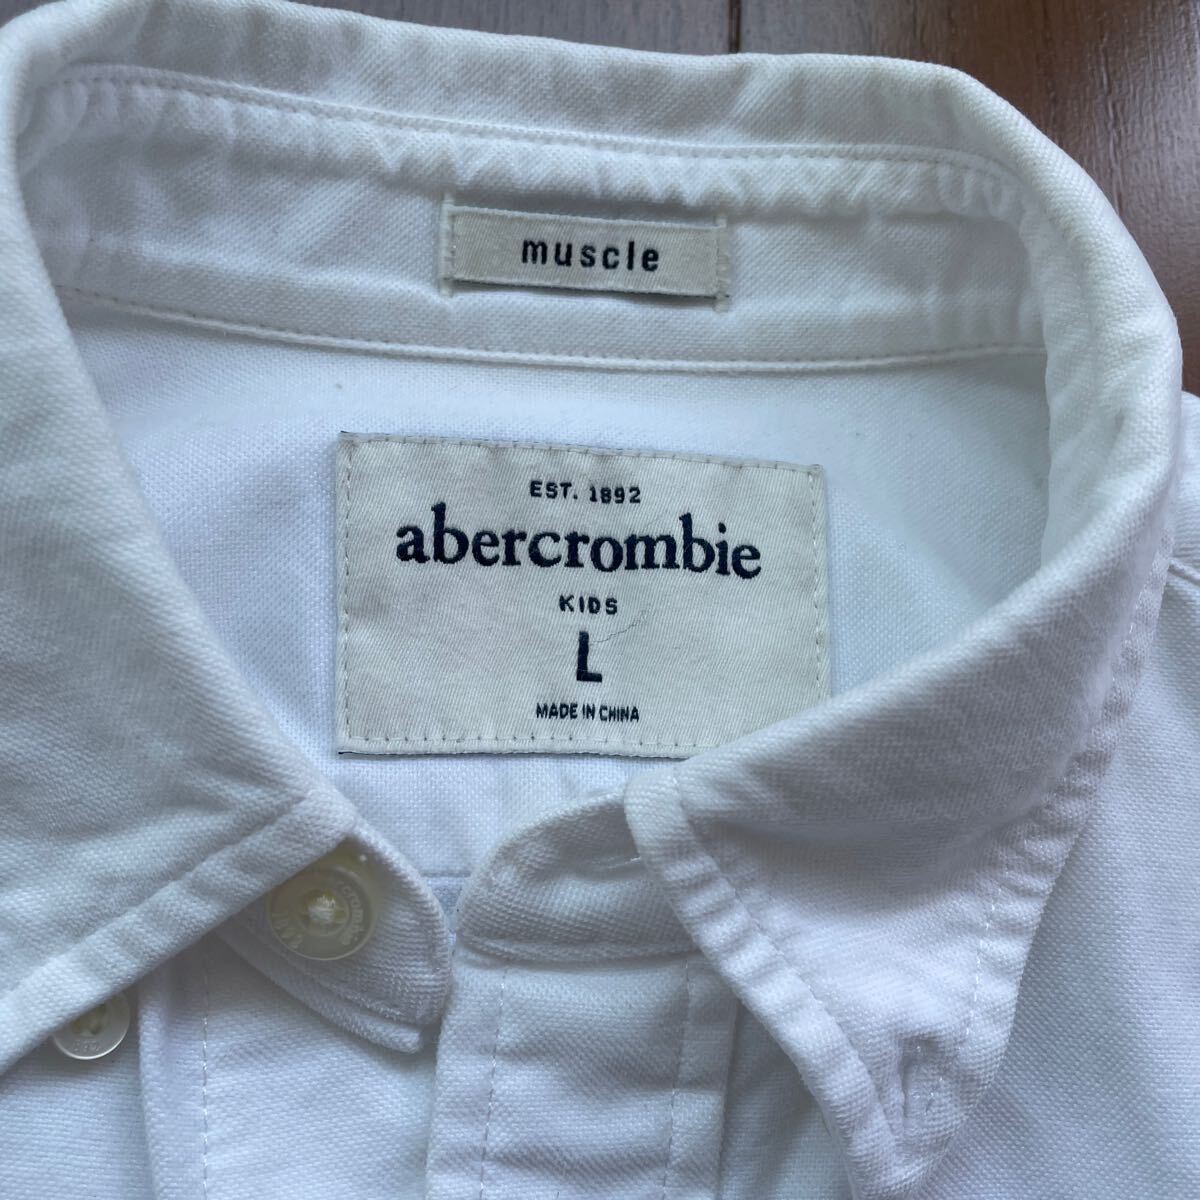 muscle
EST. 1892
abercrombie
KIDS
L
MADE IN CHINA